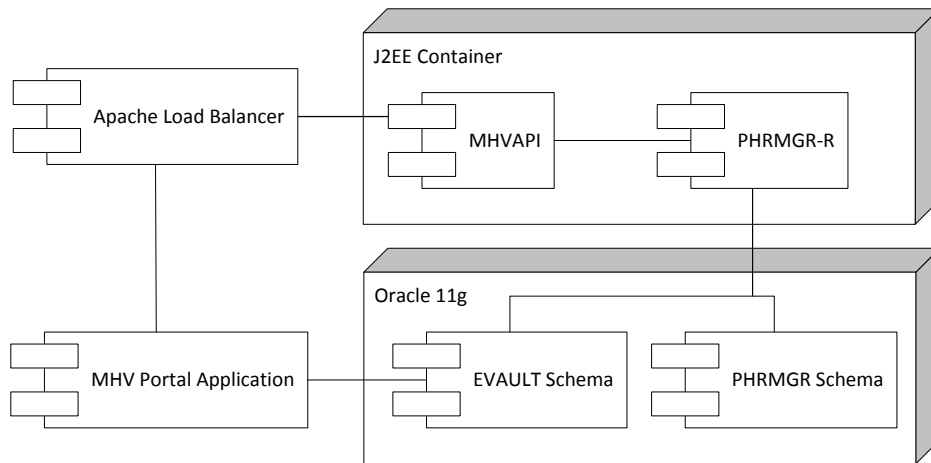 J2EE Container
Apache Load Balancer
MHVAPI
PHRMGR-R
Oracle 11g
MHV Portal Application
EVAULT Schema
PHRMGR Schema